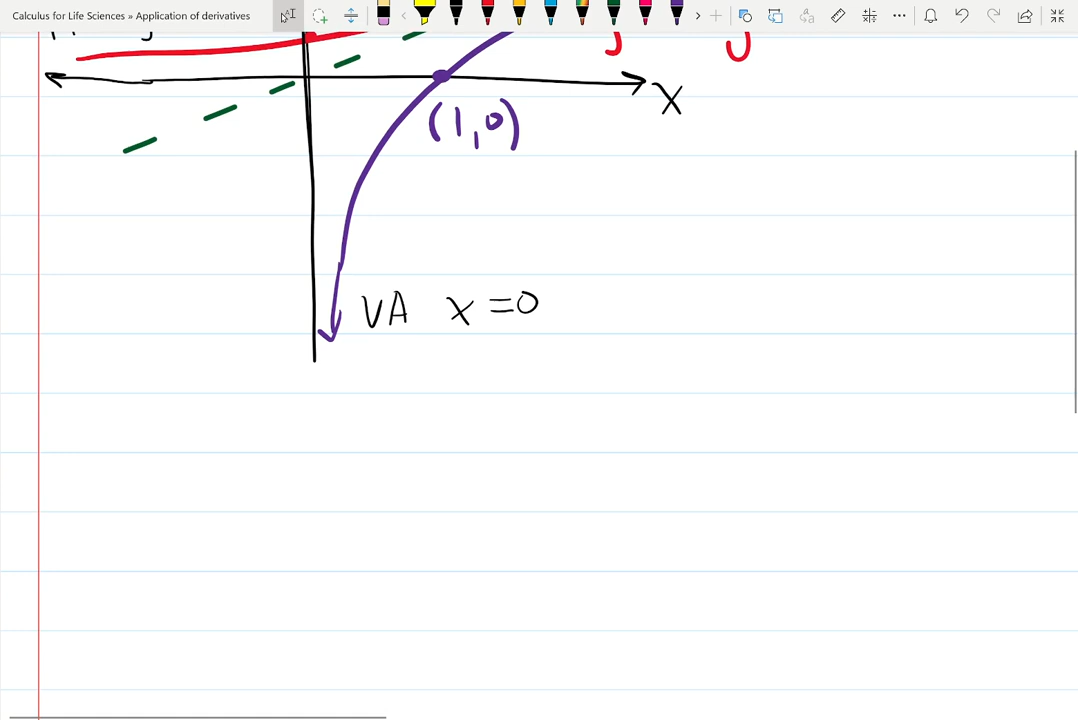 Calculus for Life Sciences » Application of derivatives
X
(1,0)
VA x = 0